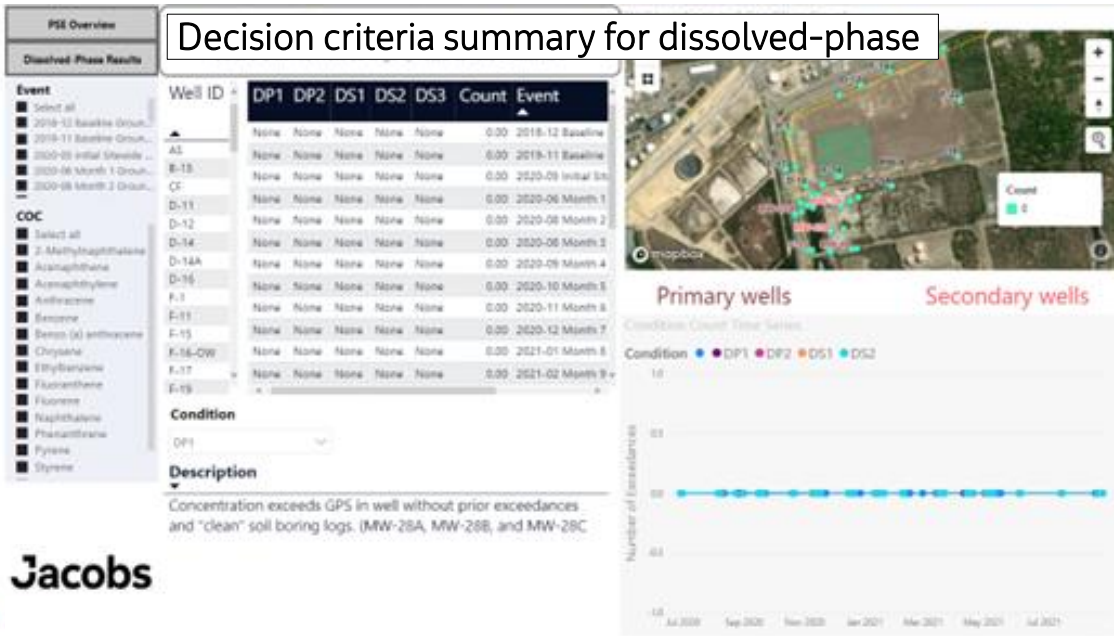 PSE Overview
Decision criteria summary for dissolved-phase
Dissolved-Phase Results
Event
Select all
2018-12 Baseline Groun...
2019-11 Baseline Groun...
2020-05 Initial Sitewide ...
2020-06 Month 1 Groun...
2020-08 Month 2 Groun...
COC
Select all
2-Methylnaphthalene
Acenaphthene
Acenaphthylene
Anthracene
Benzene
Benzo (a) anthracene
Chrysene
Ethylbenzene
Fluoranthene
Fluorene
Naphthalene
Phenanthrene
Pyrene
Styrene
Well ID
AS
B-13
CF
D-11
D-12
D-14
D-14A
D-16
F-1
F-11
F-15
F-16-OW
F-17
F-19
DP1 DP2 DS1 DS2 DS3 Count Event
None None None None None 0.00 2018-12 Baseline
None None None None None 0.00 2019-11 Baseline
None None None None None 0.00 2020-05 Initial Sit
None None None None None 0.00 2020-06 Month 1
None None None None None 0.00 2020-08 Month 2
None None None None None 0.00 2020-08 Month 3
None None None None None 0.00 2020-09 Month 4
None None None None None 0.00 2020-10 Month 5
None None None None None 0.00 2020-11 Month 6
None None None None None 0.00 2020-12 Month 7
None None None None None 0.00 2021-01 Month 8
None None None None None 0.00 2021-02 Month 9
Condition
DP1
Description
Concentration exceeds GPS in well without prior exceedances
and "clean" soil boring logs. (MW-28A, MW-28B, and MW-28C
Jacobs
Count
0
mapbox
Primary wells Secondary wells
Condition Count Time Series
Condition DP1 DP2 DS1 DS2
Number of Exceedances
1.0
0.5
0.0
-0.5
-1.0
Jul 2020 Sep 2020 Nov 2020 Jan 2021 Mar 2021 May 2021 Jul 2021